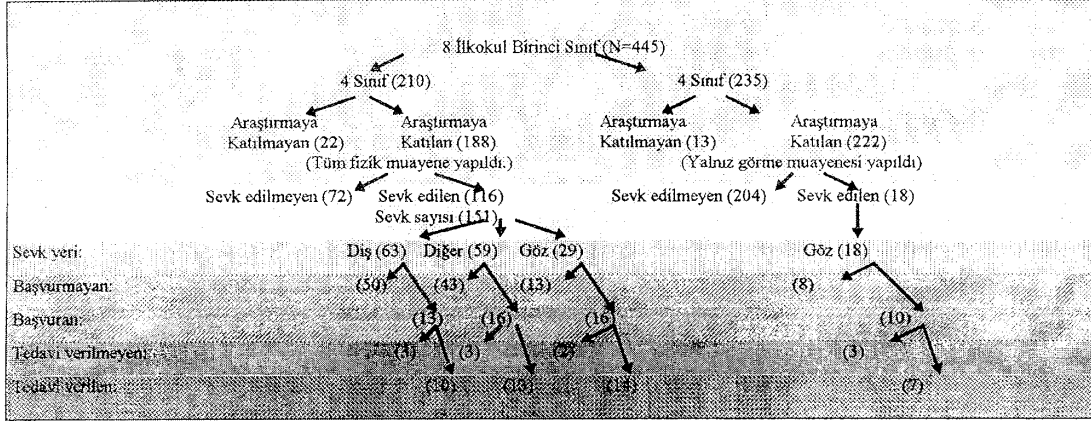 8 İlkokul Birinci Sınıf (N=445)
4 Sınıf (210) 4 Sınıf (235)
Araştırmaya Araştırmaya Araştırmaya Araştırmaya
Katılmayan (22) Katılan (188) Katılmayan (13) Katılan (222)
(Tüm fizik muayene yapıldı.) (Yalnız görme muayenesi yapıldı)
Sevk edilmeyen (72) Sevk edilen (116) Sevk edilmeyen (204) Sevk edilen (18)
Sevk sayısı (151)
Sevk yeri: Diş (63) Diğer (59) Göz (29) Göz (18)
Başvurmayan: (50) (43) (13) (8)
Başvuran: (13) (16) (16) (10)
Tedavi verilmeyen: (3) (3) (2) (3)
Tedavi verilen: (10) (13) (14) (7)